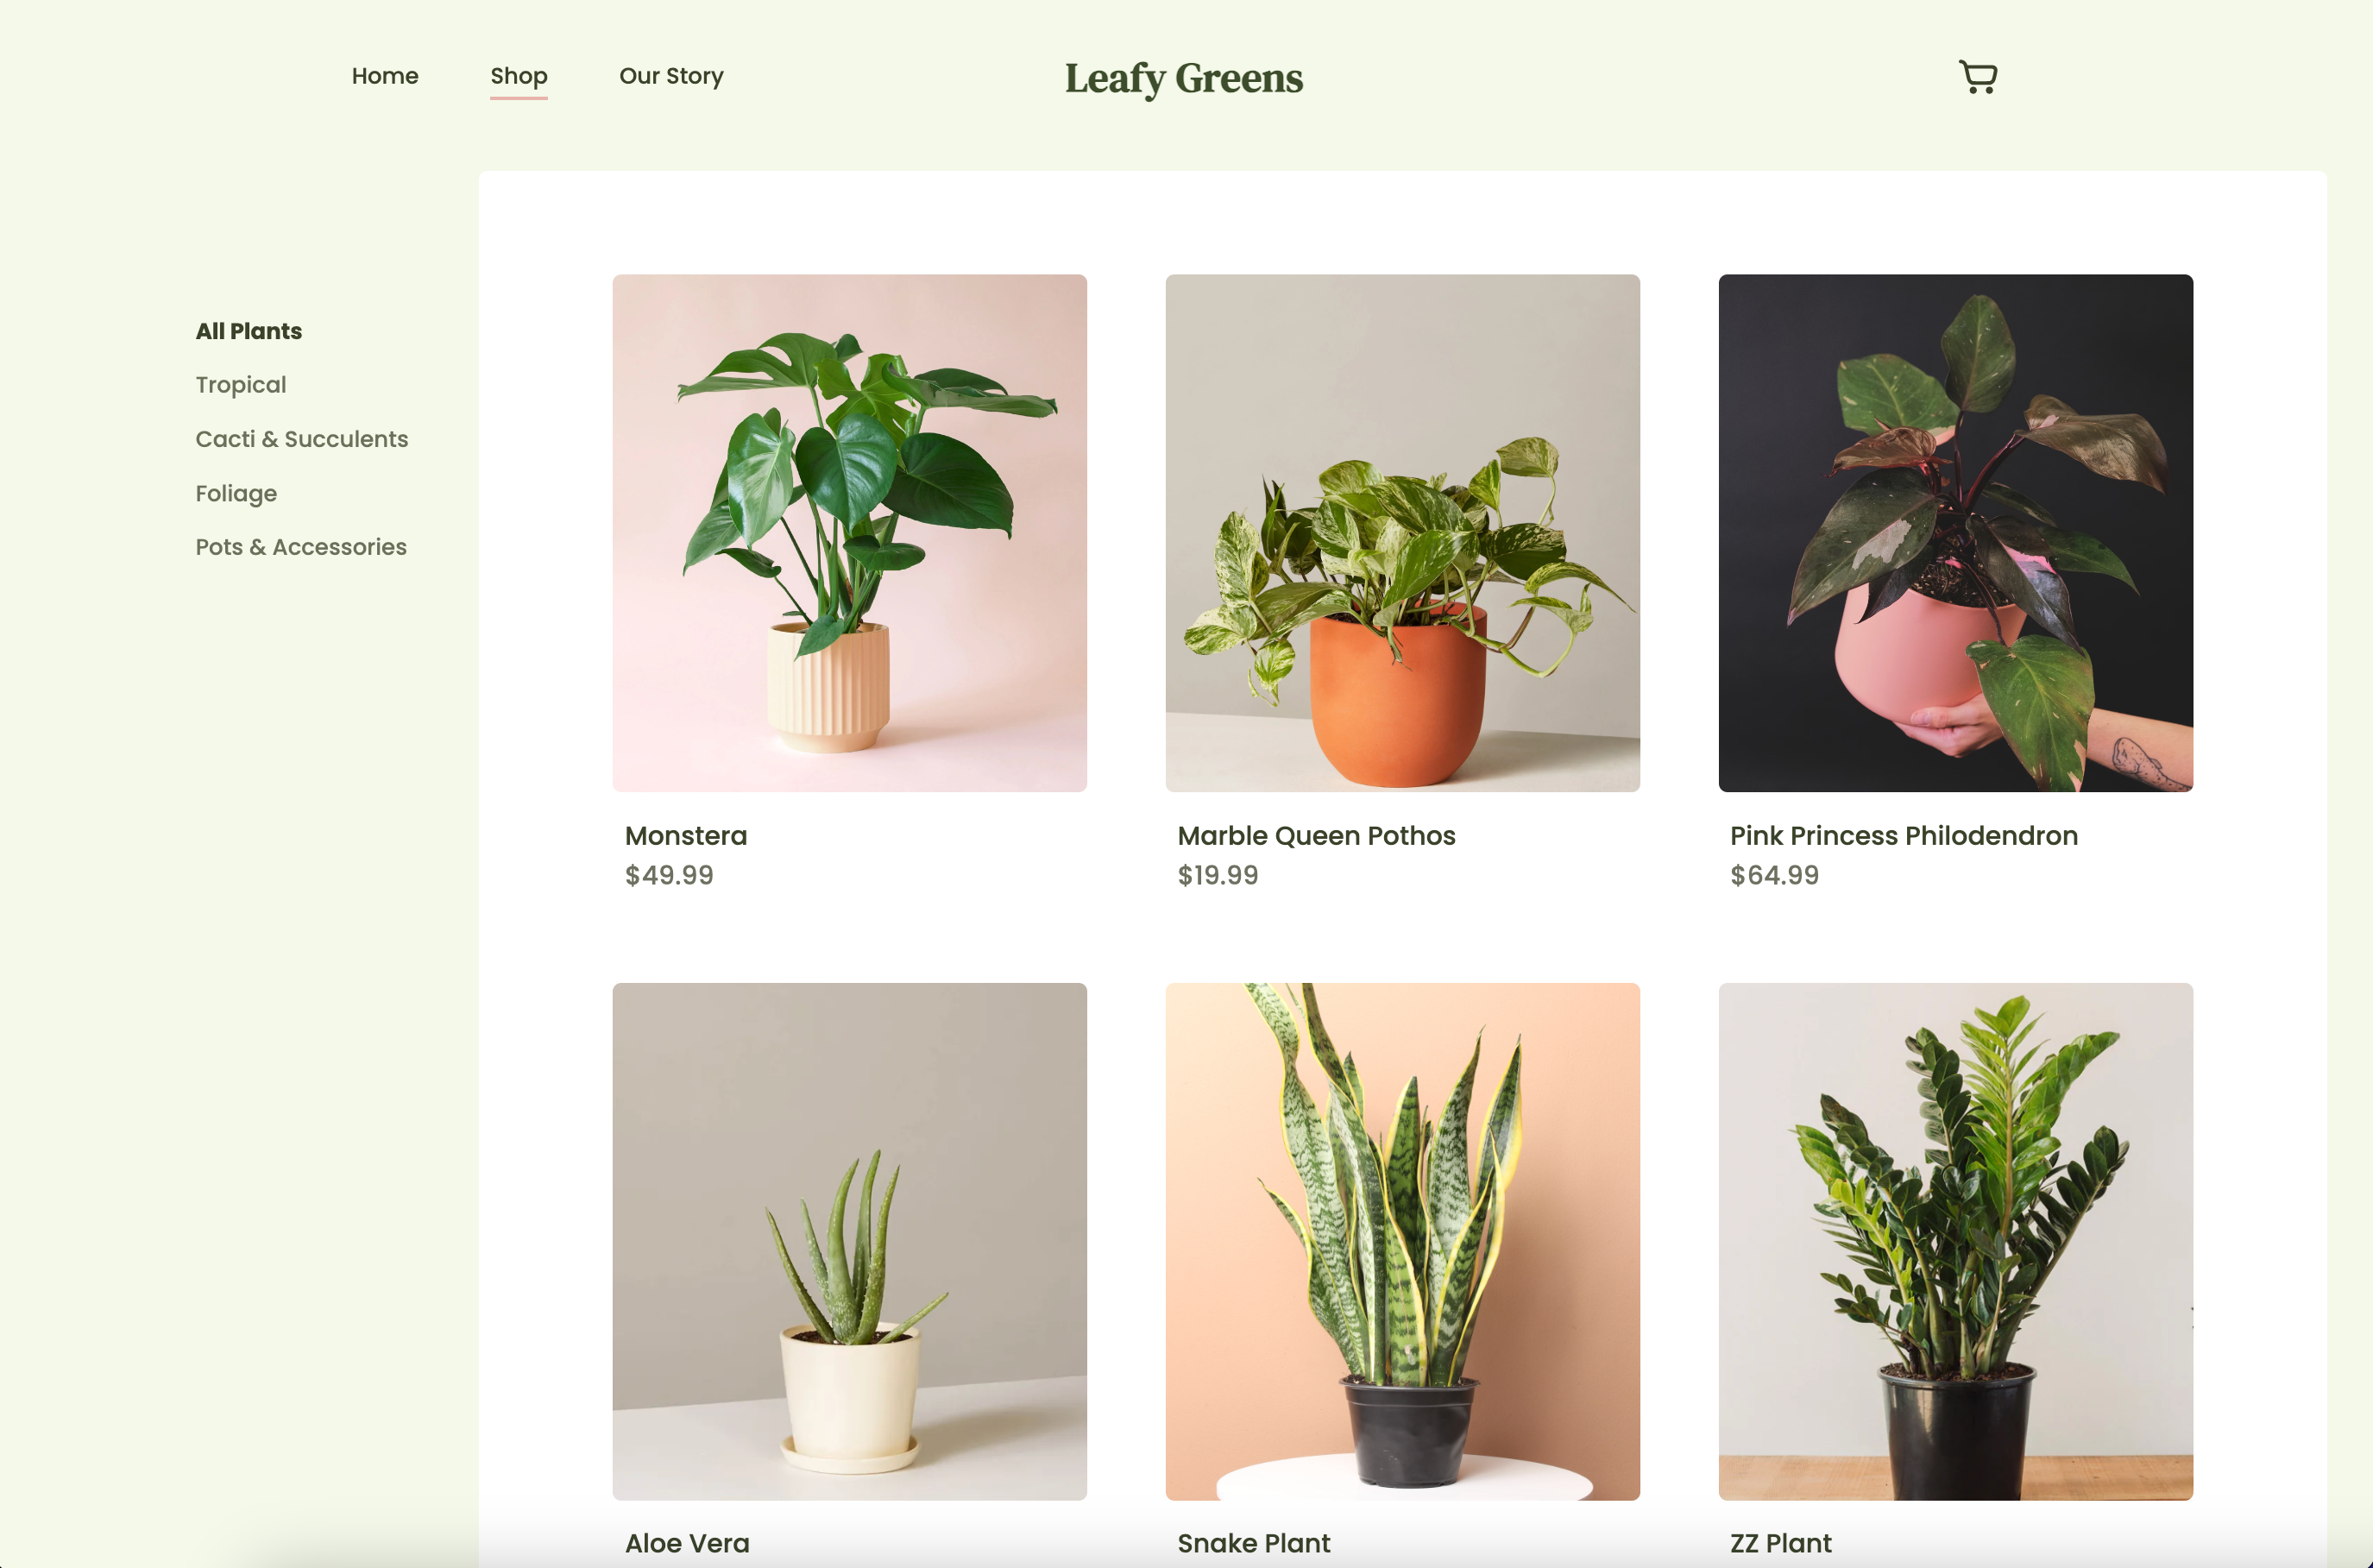 Home Shop Our Story Leafy Greens
All Plants
Tropical
Cacti & Succulents
Foliage
Pots & Accessories
Monstera
$49.99
Marble Queen Pothos
$19.99
Pink Princess Philodendron
$64.99
Aloe Vera
Snake Plant
ZZ Plant